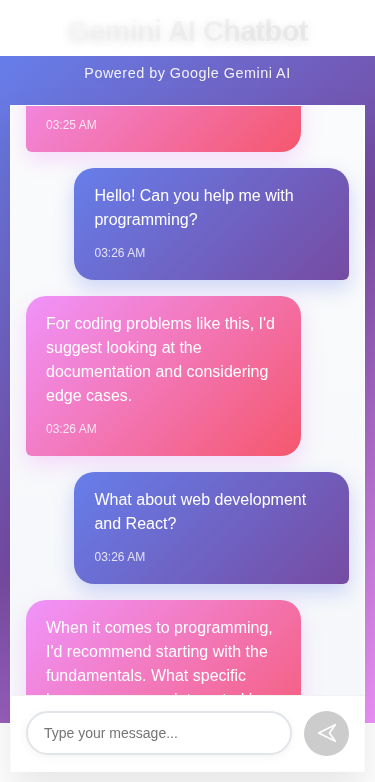 Gemini AI Chatbot
Powered by Google Gemini AI
03:25 AM
Hello! Can you help me with
programming?
03:26 AM
For coding problems like this, I'd
suggest looking at the
documentation and considering
edge cases.
03:26 AM
What about web development
and React?
03:26 AM
When it comes to programming,
I'd recommend starting with the
fundamentals. What specific
Type your message...